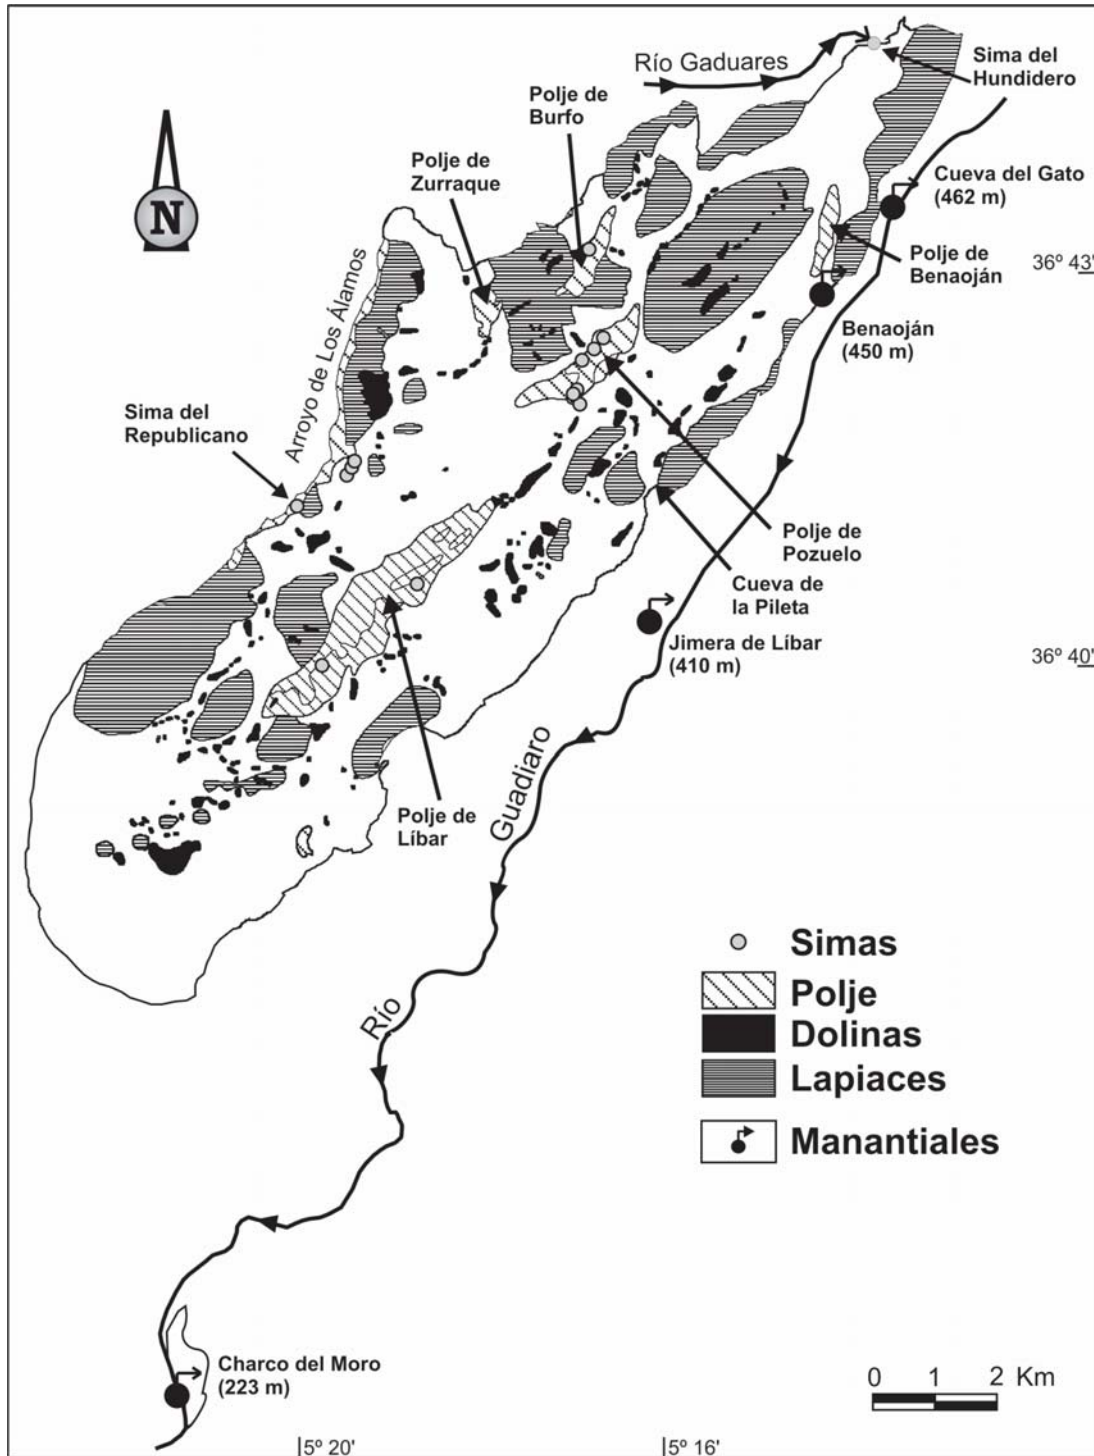 Río Gaduares
Sima del
Hundidero
Polje de
Burfo
Polje de
Zurraque
N
Cueva del Gato
(462 m)
Polje de
Benaoján
36º 43'
Arroyo de Los Álamos
Benaoján
(450 m)
Sima del
Republicano
Polje de
Pozuelo
Cueva de
la Pileta
Jimera de Líbar
(410 m)
36º 40'
Polje de
Líbar
Río Guadiaro
Simas
Polje
Dolinas
Lapiaces
Manantiales
Charco del Moro
(223 m)
0 1 2 Km
5º 20'
5º 16'